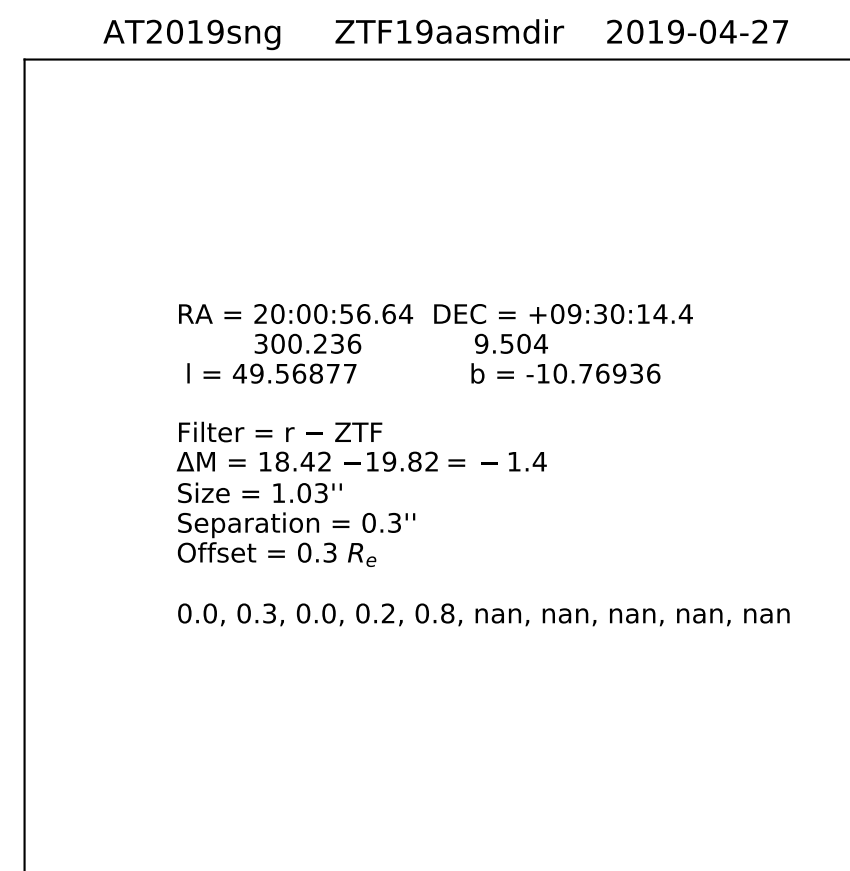 AT2019sng ZTF19aasmdir 2019-04-27
RA = 20:00:56.64 DEC = +09:30:14.4
300.236 9.504
l = 49.56877 b = -10.76936
Filter = r − ZTF
ΔM = 18.42 −19.82 = − 1.4
Size = 1.03''
Separation = 0.3''
Offset = 0.3 Re
0.0, 0.3, 0.0, 0.2, 0.8, nan, nan, nan, nan, nan